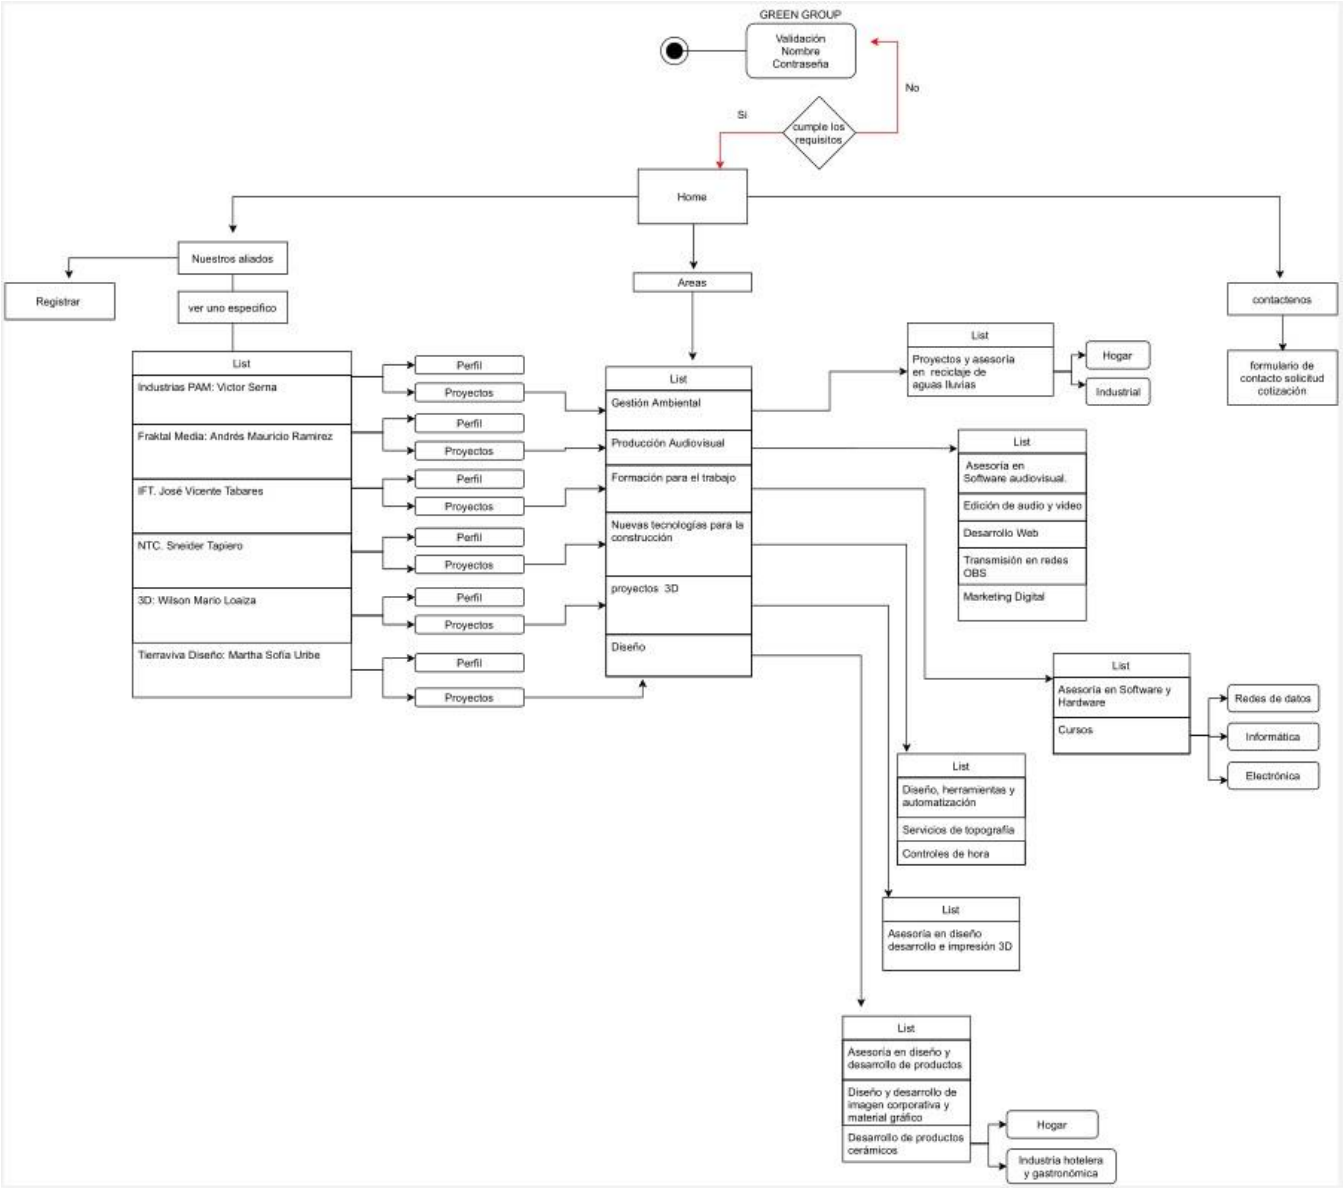 GREEN GROUP
Validación
Nombre
Contraseña
No
Si
cumple los
requisitos
Home
Nuestros aliados
Registrar
ver uno especifico
Areas
contactenos
formulario de
contacto solicitud
cotización
List
Industrias PAM: Victor Serna
Fraktal Media: Andrés Mauricio Ramirez
IFT. José Vicente Tabares
NTC. Sneider Tapiero
3D: Wilson Mario Loaiza
Tierraviva Diseño: Martha Sofía Uribe
Perfil
Proyectos
Perfil
Proyectos
Perfil
Proyectos
Perfil
Proyectos
Perfil
Proyectos
Perfil
Proyectos
List
Gestión Ambiental
Producción Audiovisual
Formación para el trabajo
Nuevas tecnologías para la
construcción
proyectos 3D
Diseño
List
Proyectos y asesoría
en reciclaje de
aguas lluvias
Hogar
Industrial
List
Asesoría en
Software audiovisual.
Edición de audio y video
Desarrollo Web
Transmisión en redes
OBS
Marketing Digital
List
Asesoría en Software y
Hardware
Cursos
Redes de datos
Informática
Electrónica
List
Diseño, herramientas y
automatización
Servicios de topografía
Controles de hora
List
Asesoría en diseño
desarrollo e impresión 3D
List
Asesoría en diseño y
desarrollo de productos
Diseño y desarrollo de
imagen corporativa y
material gráfico
Desarrollo de productos
cerámicos
Hogar
Industria hotelera
y gastronómica